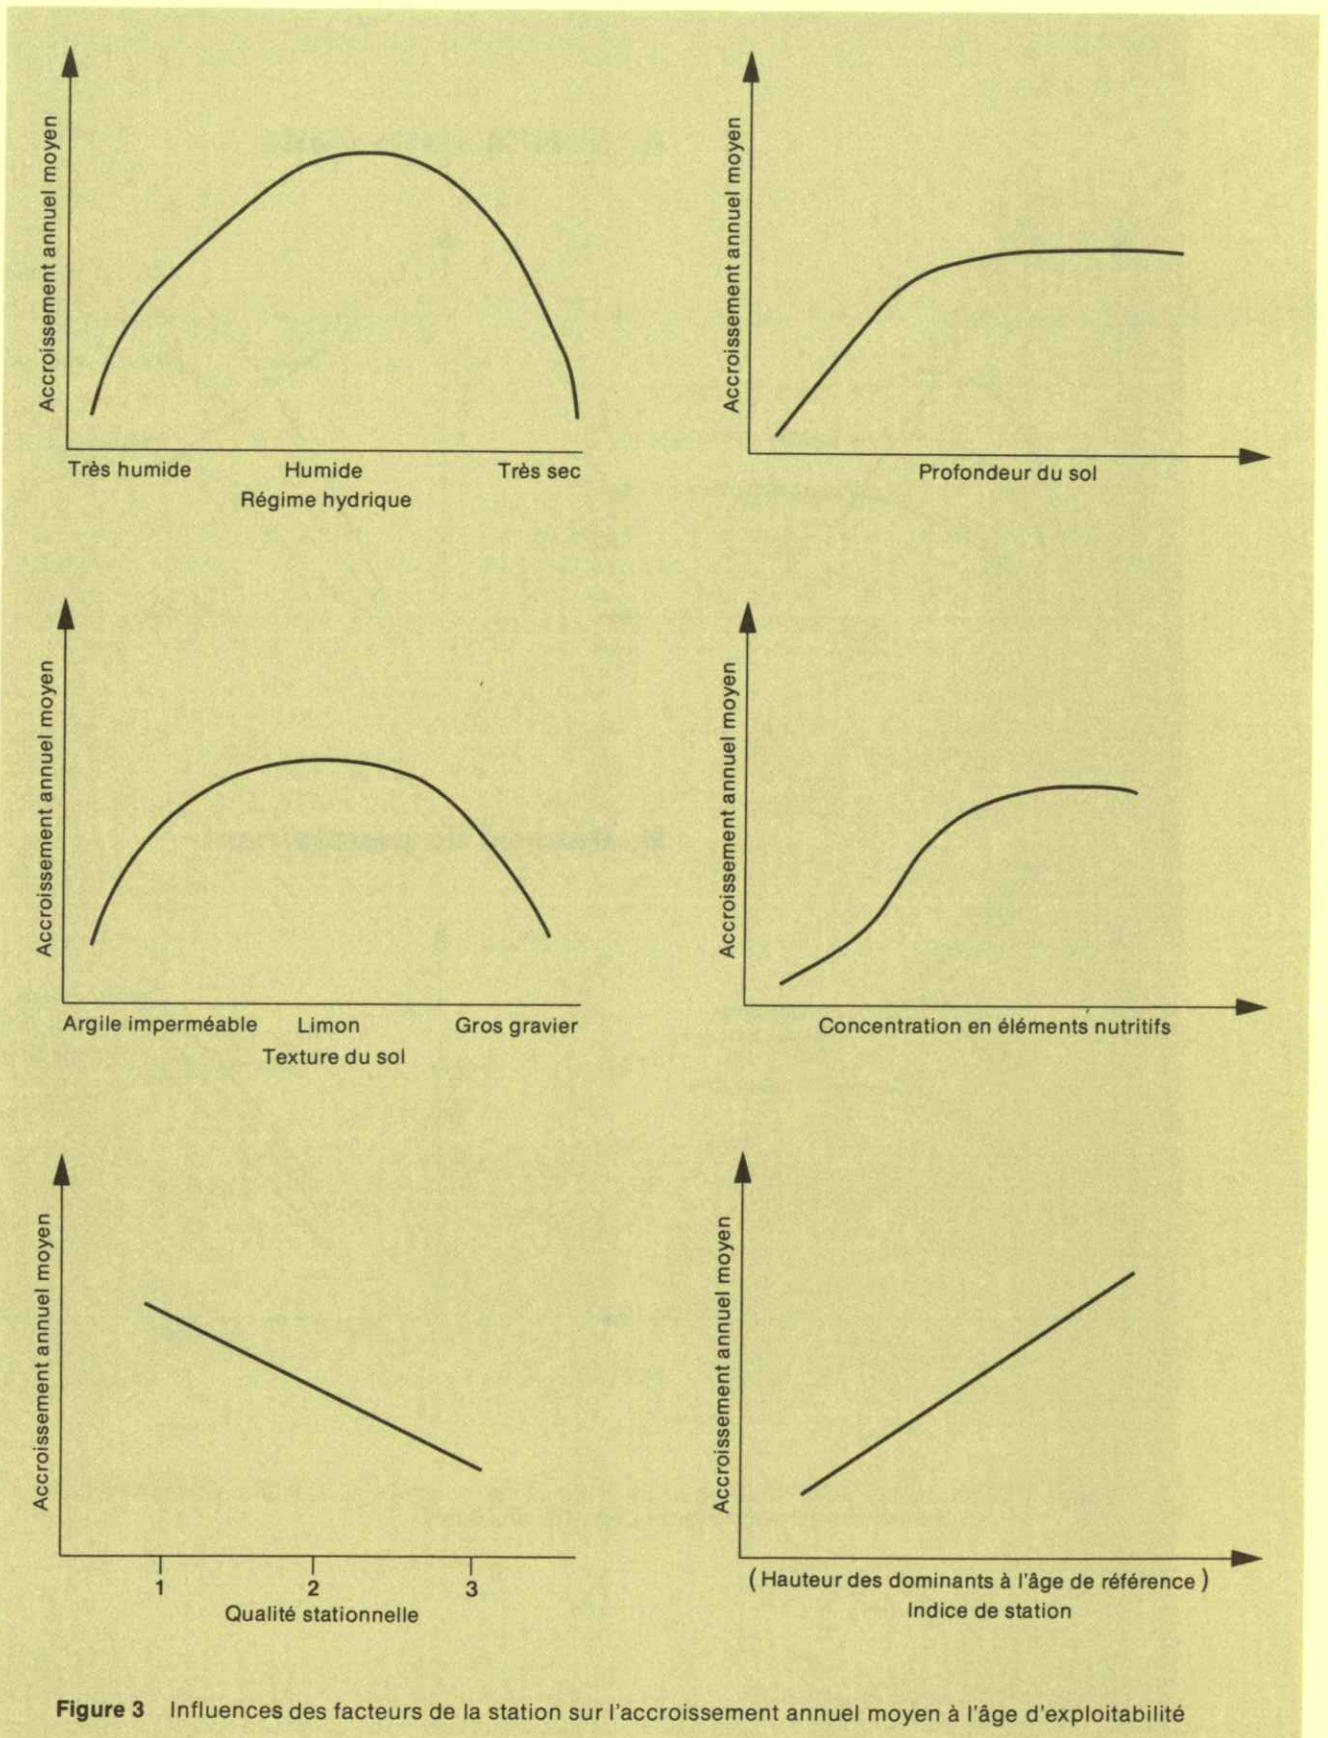 Accroissement annuel moyen
Très humide Humide Très sec
Régime hydrique
Accroissement annuel moyen
Profondeur du sol
Accroissement annuel moyen
Argile imperméable Limon Gros gravier
Texture du sol
Accroissement annuel moyen
Concentration en éléments nutritifs
Accroissement annuel moyen
1 2 3
Qualité stationnelle
Accroissement annuel moyen
(Hauteur des dominants à l'âge de référence)
Indice de station
Figure 3 Influences des facteurs de la station sur l'accroissement annuel moyen à l'âge d'exploitabilité